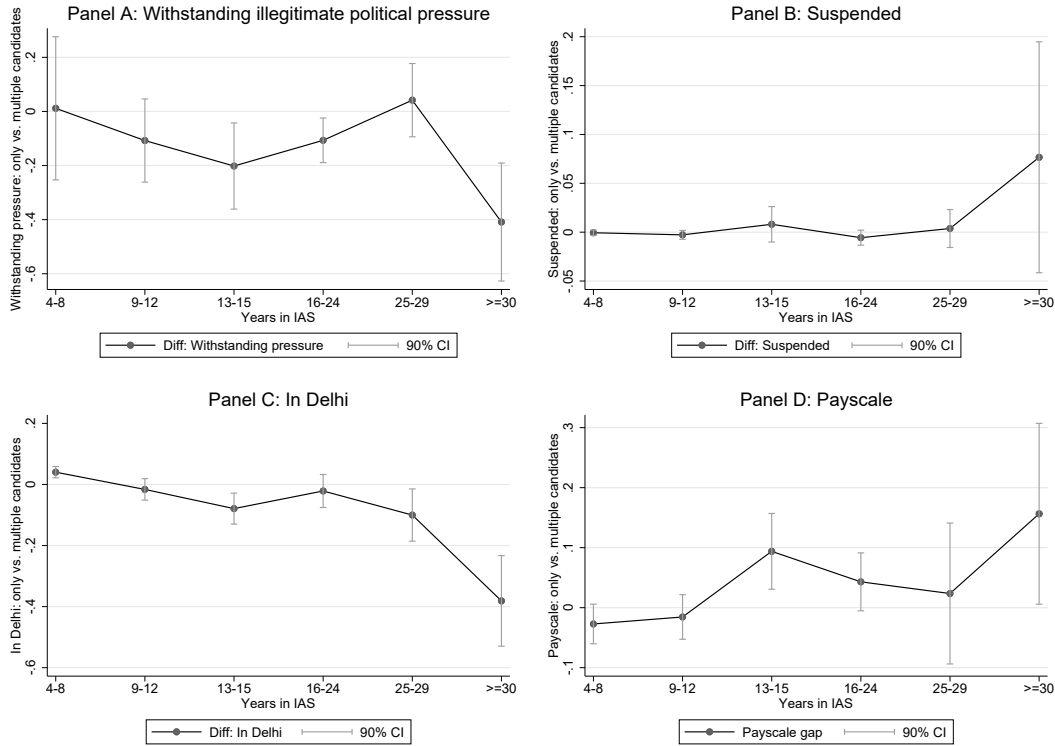 Panel A: Withstanding illegitimate political pressure
Withstanding pressure: only vs. multiple candidates
.2
0
-.2
-.4
-.6
4-8 9-12 13-15 16-24 25-29 >=30
Years in IAS
Diff: Withstanding pressure 90% CI
Panel B: Suspended
Suspended: only vs. multiple candidates
.2
.15
.1
.05
0
-.05
4-8 9-12 13-15 16-24 25-29 >=30
Years in IAS
Diff: Suspended 90% CI
Panel C: In Delhi
In Delhi: only vs. multiple candidates
.2
0
-.2
-.4
-.6
4-8 9-12 13-15 16-24 25-29 >=30
Years in IAS
Diff: In Delhi 90% CI
Panel D: Payscale
Payscale: only vs. multiple candidates
.3
.2
.1
0
-.1
4-8 9-12 13-15 16-24 25-29 >=30
Years in IAS
Payscale gap 90% CI